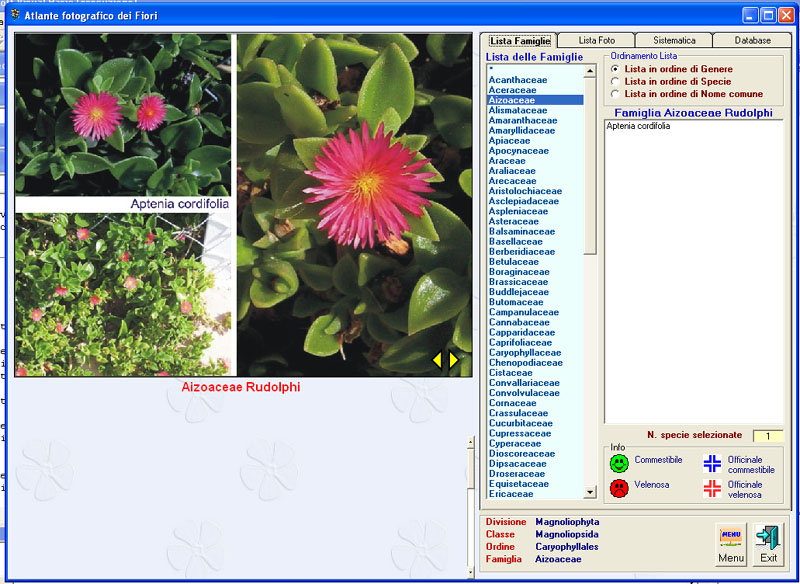 Atlante fotografico dei Fiori
Aptenia cordifolia
Aizoaceae Rudolphi
Lista Famiglie
Lista Foto
Sistematica
Database
Lista delle Famiglie
*
Acanthaceae
Aceraceae
Aizoaceae
Alismataceae
Amaranthaceae
Amaryllidaceae
Apiaceae
Apocynaceae
Araceae
Araliaceae
Arecaceae
Aristolochiaceae
Asclepiadaceae
Aspleniaceae
Asteraceae
Balsaminaceae
Basellaceae
Berberidiaceae
Betulaceae
Boraginaceae
Brassicaceae
Buddlejaceae
Butomaceae
Campanulaceae
Cannabaceae
Capparidaceae
Caprifoliaceae
Caryophyllaceae
Chenopodiaceae
Cistaceae
Convallariaceae
Convolvulaceae
Cornaceae
Crassulaceae
Cucurbitaceae
Cupressaceae
Cyperaceae
Dioscoreaceae
Dipsacaceae
Droseraceae
Equisetaceae
Ericaceae
Ordinamento Lista
Lista in ordine di Genere
Lista in ordine di Specie
Lista in ordine di Nome comune
Famiglia Aizoaceae Rudolphi
Aptenia cordifolia
N. specie selezionate 1
Info
Commestibile
Officinale
commestibile
Velenosa
Officinale
velenosa
Divisione Magnoliophyta
Classe Magnoliopsida
Ordine Caryophyllales
Famiglia Aizoaceae
MENU
Menu
Exit